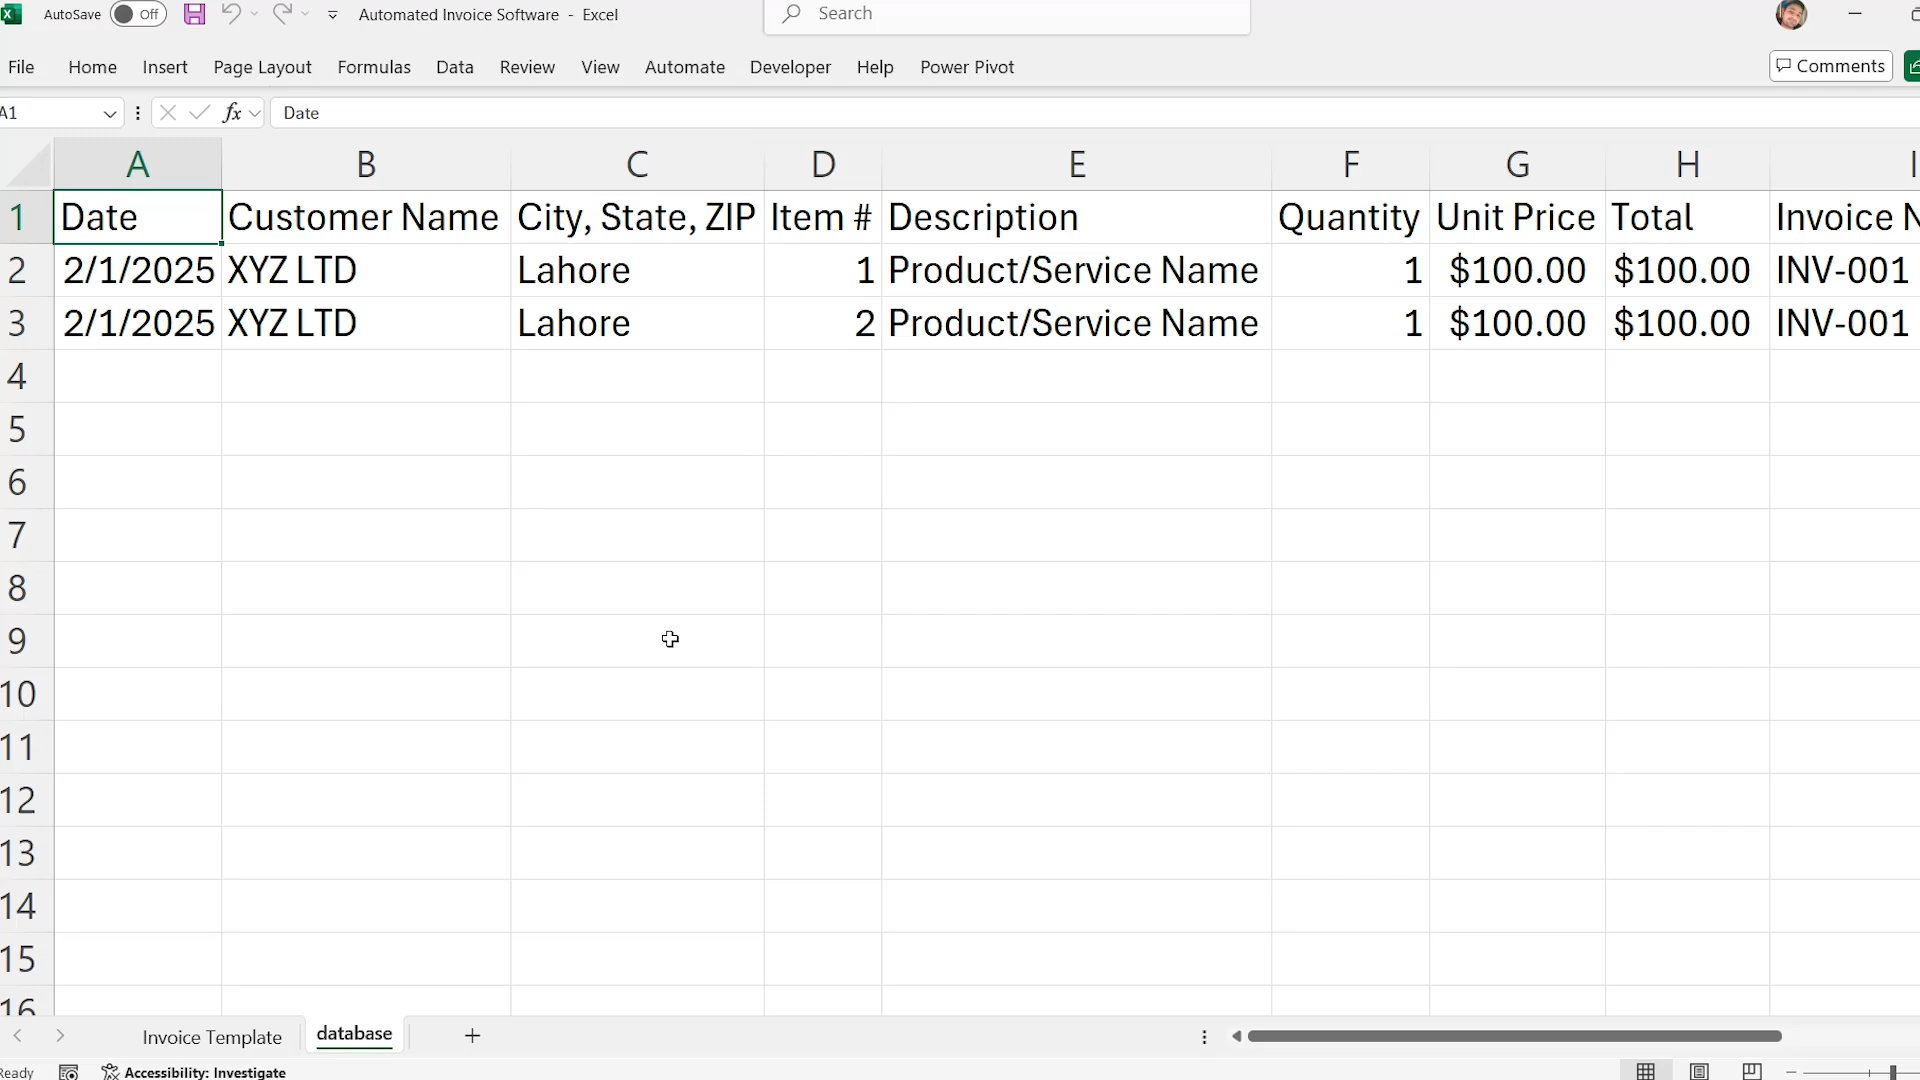 AutoSave Off Automated Invoice Software - Excel Search
File Home Insert Page Layout Formulas Data Review View Automate Developer Help Power Pivot Comments
A1 fx Date
A B C D E F G H I
1 Date Customer Name City, State, ZIP Item # Description Quantity Unit Price Total Invoice N
2 2/1/2025 XYZ LTD Lahore 1 Product/Service Name 1 $100.00 $100.00 INV-001
3 2/1/2025 XYZ LTD Lahore 2 Product/Service Name 1 $100.00 $100.00 INV-001
4
5
6
7
8
9
10
11
12
13
14
15
16
Invoice Template database
Ready Accessibility: Investigate